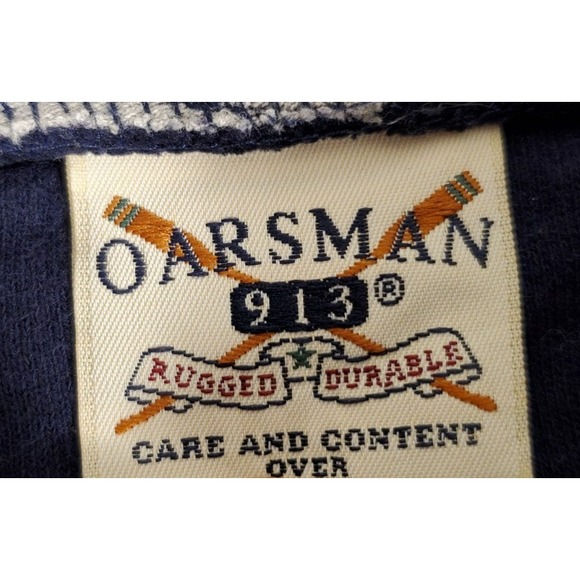 OARSMAN
913®
RUGGED DURABLE
CARE AND CONTENT
OVER